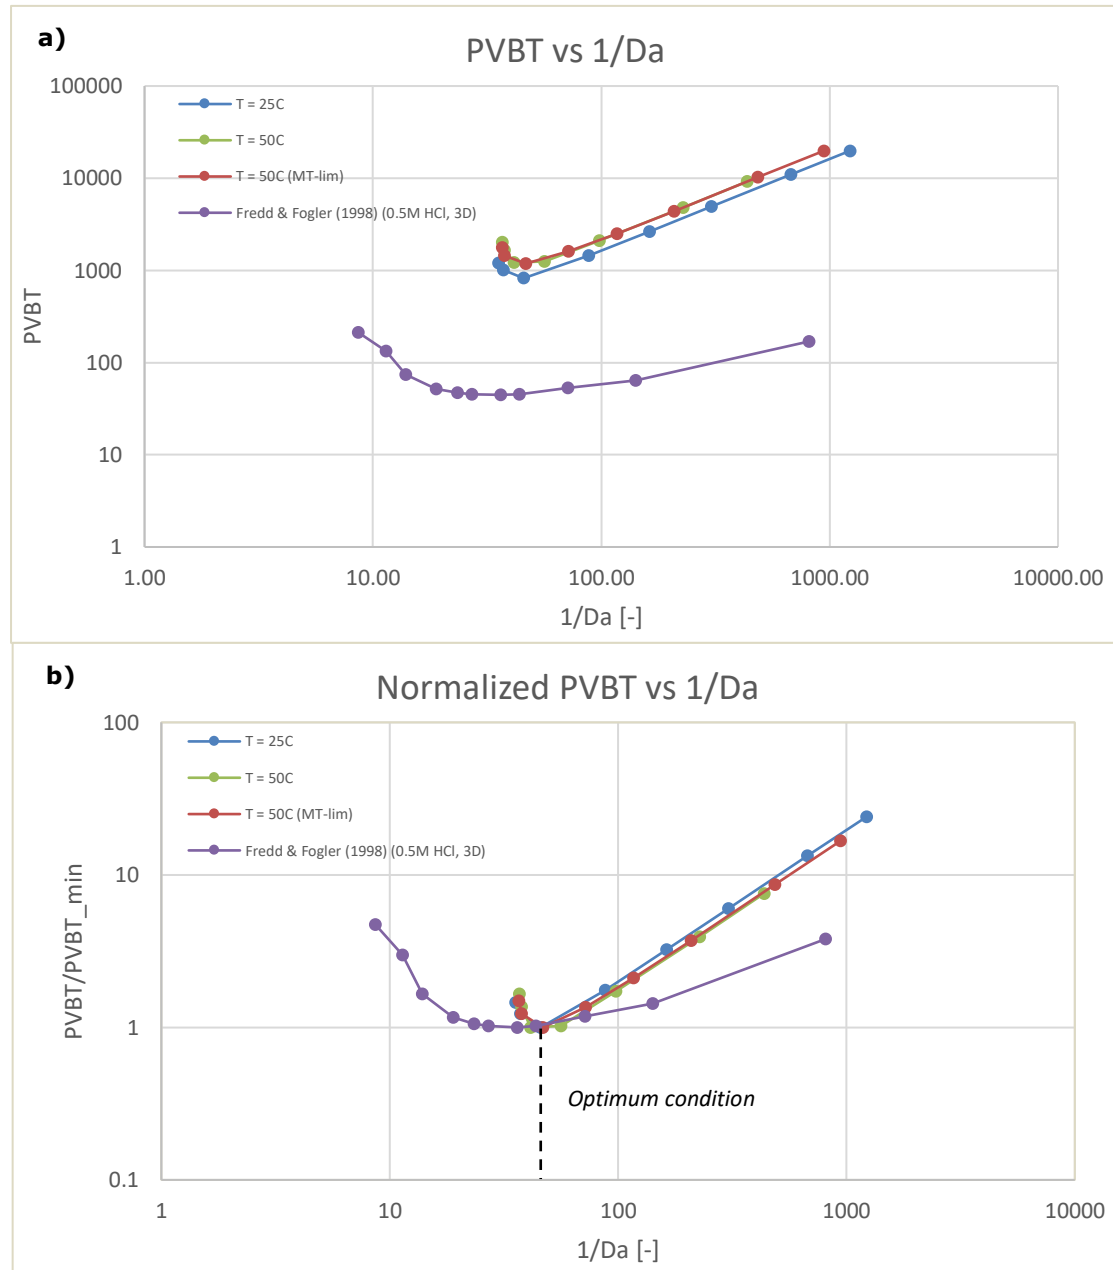 a)
PVBT vs 1/Da
100000
10000
1000
100
10
1
PVBT
T = 25C
T = 50C
T = 50C (MT-lim)
Fredd & Fogler (1998) (0.5M HCl, 3D)
1.00 10.00 100.00 1000.00 10000.00
1/Da [-]
b)
Normalized PVBT vs 1/Da
100
10
1
0.1
PVBT/PVBT_min
T = 25C
T = 50C
T = 50C (MT-lim)
Fredd & Fogler (1998) (0.5M HCl, 3D)
Optimum condition
1 10 100 1000 10000
1/Da [-]